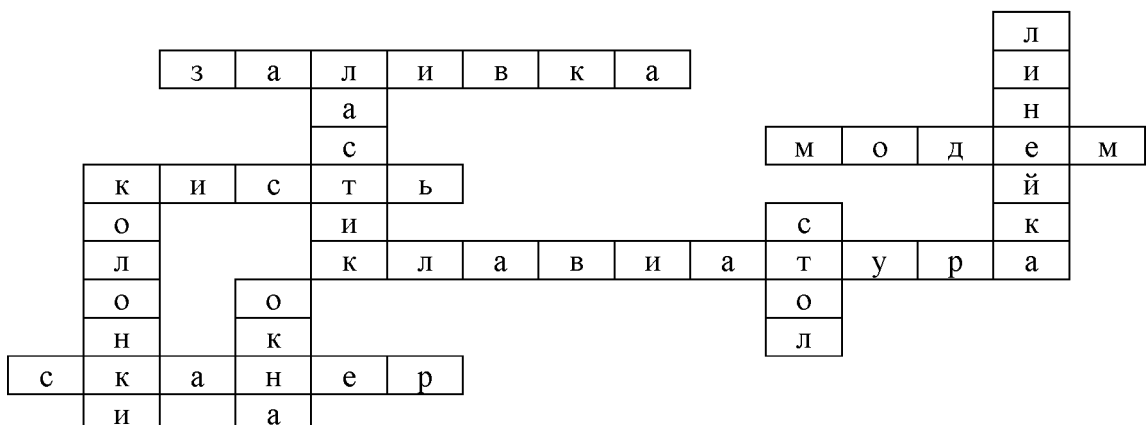 л
з а л и в к а и
а н
с м о д е м
к и с т ь й
о и с к
л к л а в и а т у р а
о о о
н к л
с к а н е р
и а